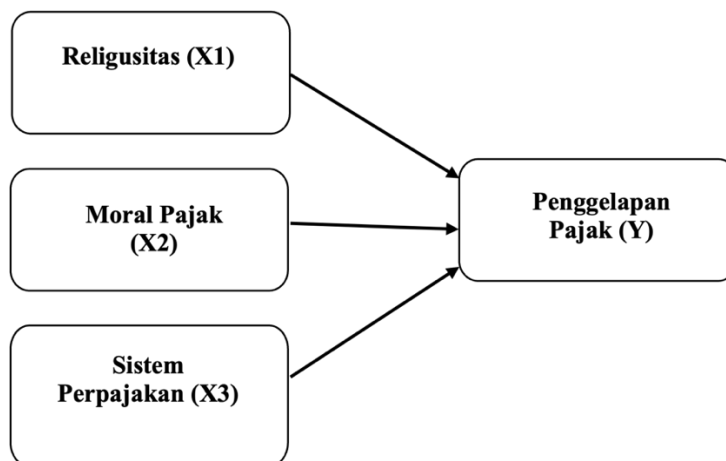 Religusitas (X1)
Moral Pajak
(X2)
Sistem
Perpajakan (X3)
Penggelapan
Pajak (Y)